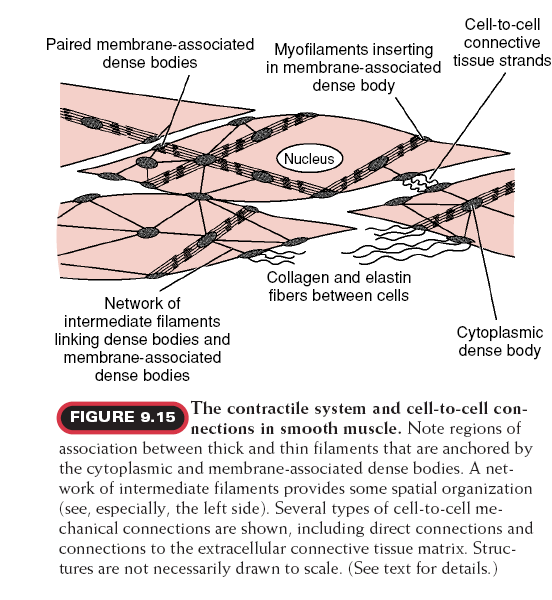 Paired membrane-associated
dense bodies
Myofilaments inserting
in membrane-associated
dense body
Cell-to-cell
connective
tissue strands
Nucleus
Collagen and elastin
fibers between cells
Network of
intermediate filaments
linking dense bodies and
membrane-associated
dense bodies
Cytoplasmic
dense body
FIGURE 9.15 The contractile system and cell-to-cell con-
nections in smooth muscle. Note regions of
association between thick and thin filaments that are anchored by
the cytoplasmic and membrane-associated dense bodies. A net-
work of intermediate filaments provides some spatial organization
(see, especially, the left side). Several types of cell-to-cell me-
chanical connections are shown, including direct connections and
connections to the extracellular connective tissue matrix. Struc-
tures are not necessarily drawn to scale. (See text for details.)